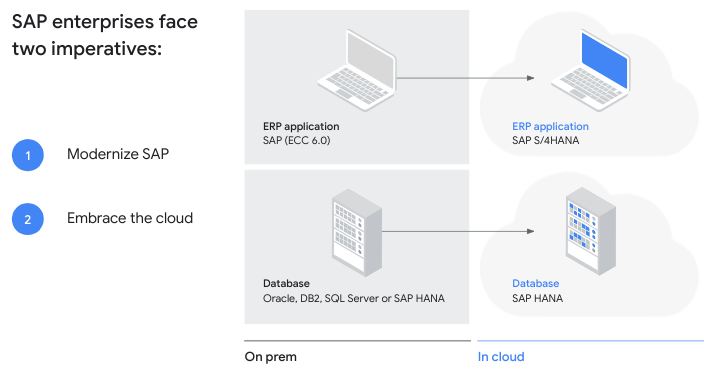 SAP enterprises face
two imperatives:
1
Modernize SAP
2
Embrace the cloud
ERP application
SAP (ECC 6.0)
ERP application
SAP S/4HANA
Database
Oracle, DB2, SQL Server or SAP HANA
Database
SAP HANA
On prem
In cloud